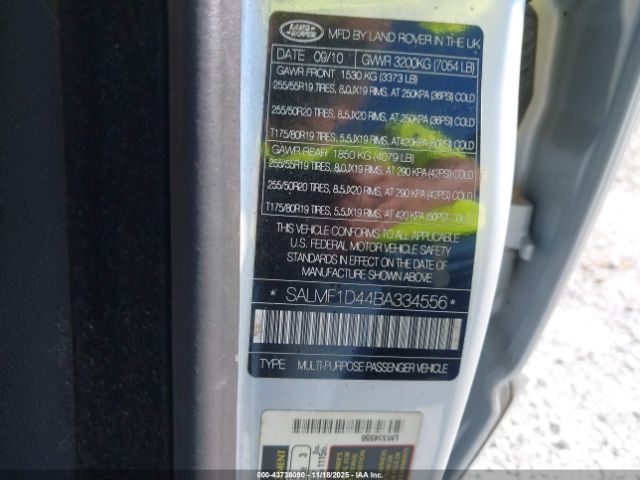 LAND ROVER
MFD BY LAND ROVER IN THE UK
DATE 09/10 GWR 3200KG (7054 LB)
GAWR FRONT 1530 KG (3373 LB)
255/55R19 TIRES, 8.0JX19 RIMS, AT 250KPA (36PSI) COLD
255/50R20 TIRES, 8.5JX20 RIMS, AT 250KPA (36PSI) COLD
T175/80R19 TIRES, 5.5JX19 RIMS, AT420KPA (60PSI) COLD
GAWR REAR 1850 KG (4079 LB)
255/55R19 TIRES, 8.0JX19 RIMS, AT 290 KPA (42PSI) COLD
255/50R20 TIRES, 8.5JX20 RIMS, AT 290 KPA (42PSI) COLD
T175/80R19 TIRES, 5.5JX19 RIMS, AT 420 KPA (60PSI) COLD
THIS VEHICLE CONFORMS TO ALL APPLICABLE
U.S. FEDERAL MOTOR VEHICLE SAFETY
STANDARDS IN EFFECT ON THE DATE OF
MANUFACTURE SHOWN ABOVE
* SALMF1D44BA334556 *
TYPE MULTI-PURPOSE PASSENGER VEHICLE
LM334556
3
000-43738090 - 11/18/2025 - IAAI.com